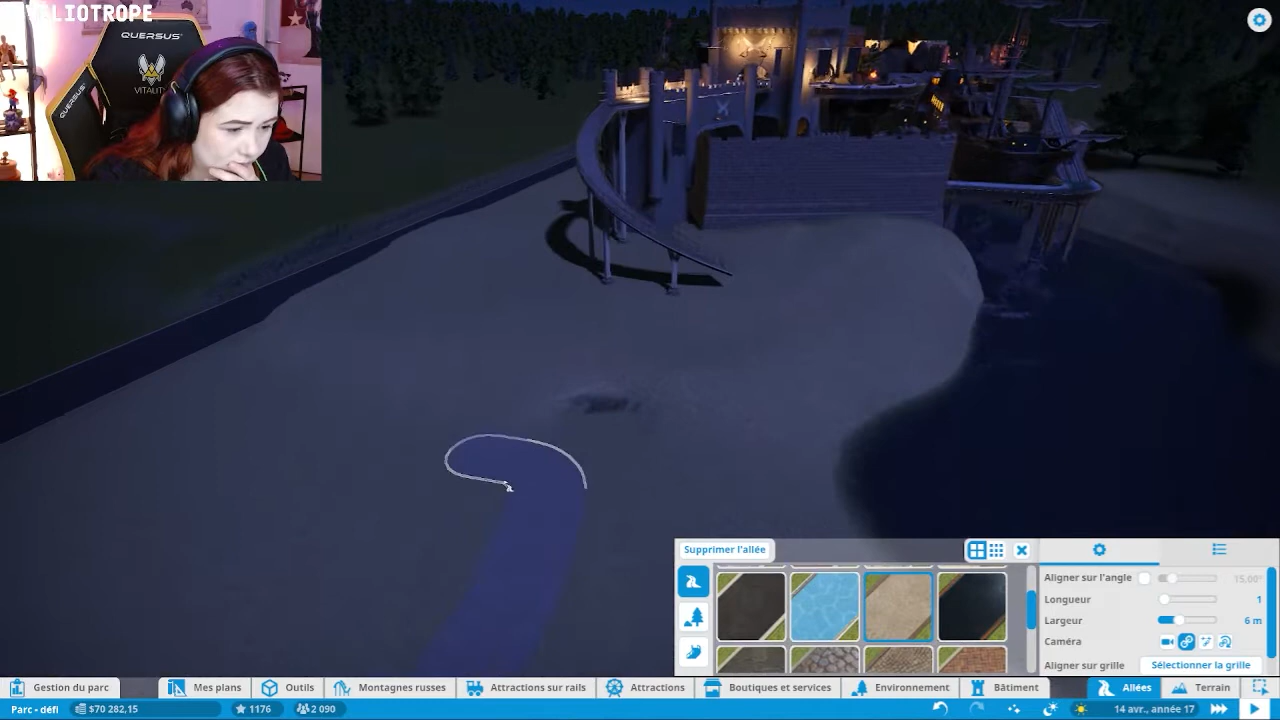 ELIOTROPE
QUERSUS
VITALITY
QUERSUS
Supprimer l'allée
Aligner sur l'angle
15,00°
Longueur
1
Largeur
6 m
Caméra
Aligner sur grille
Sélectionner la grille
Gestion du parc
Mes plans
Outils
Montagnes russes
Attractions sur rails
Attractions
Boutiques et services
Environnement
Bâtiment
Allées
Terrain
Parc - défi
$70 282,15
1176
2 090
14 avr., année 17